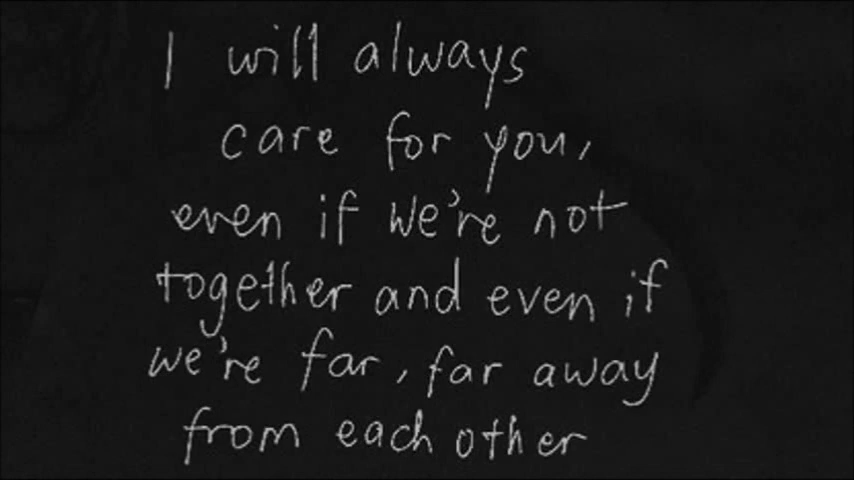 I will always
care for you,
even if we're not
together and even if
we're far, far away
from each other